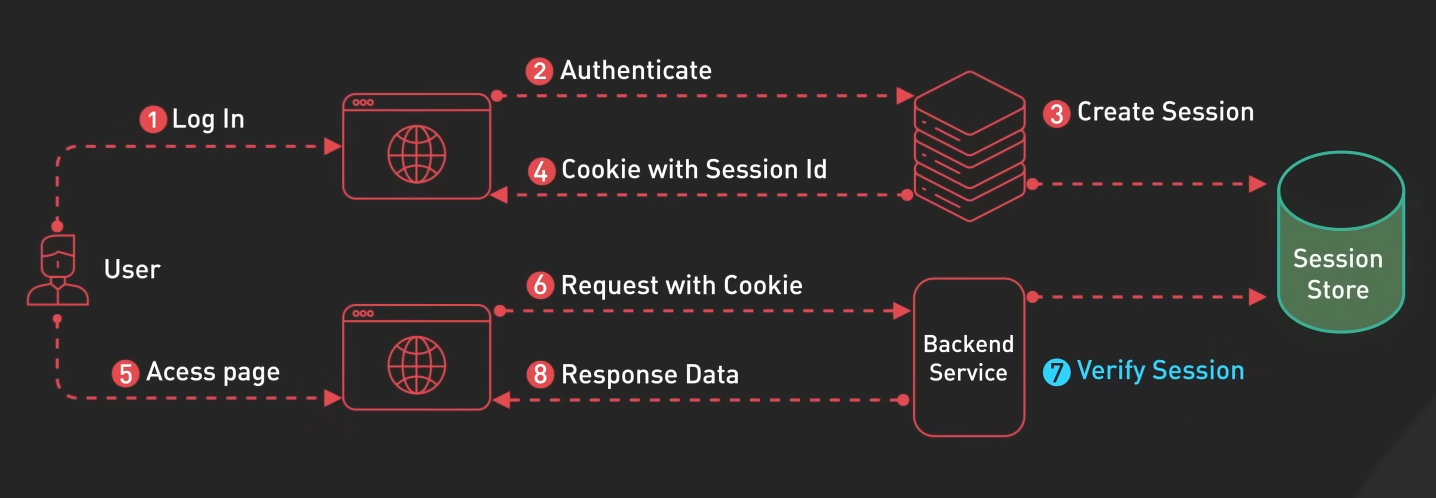 2 Authenticate
1 Log In
3 Create Session
4 Cookie with Session Id
User
Session
Store
6 Request with Cookie
Backend
Service
5 Acess page
8 Response Data
7 Verify Session